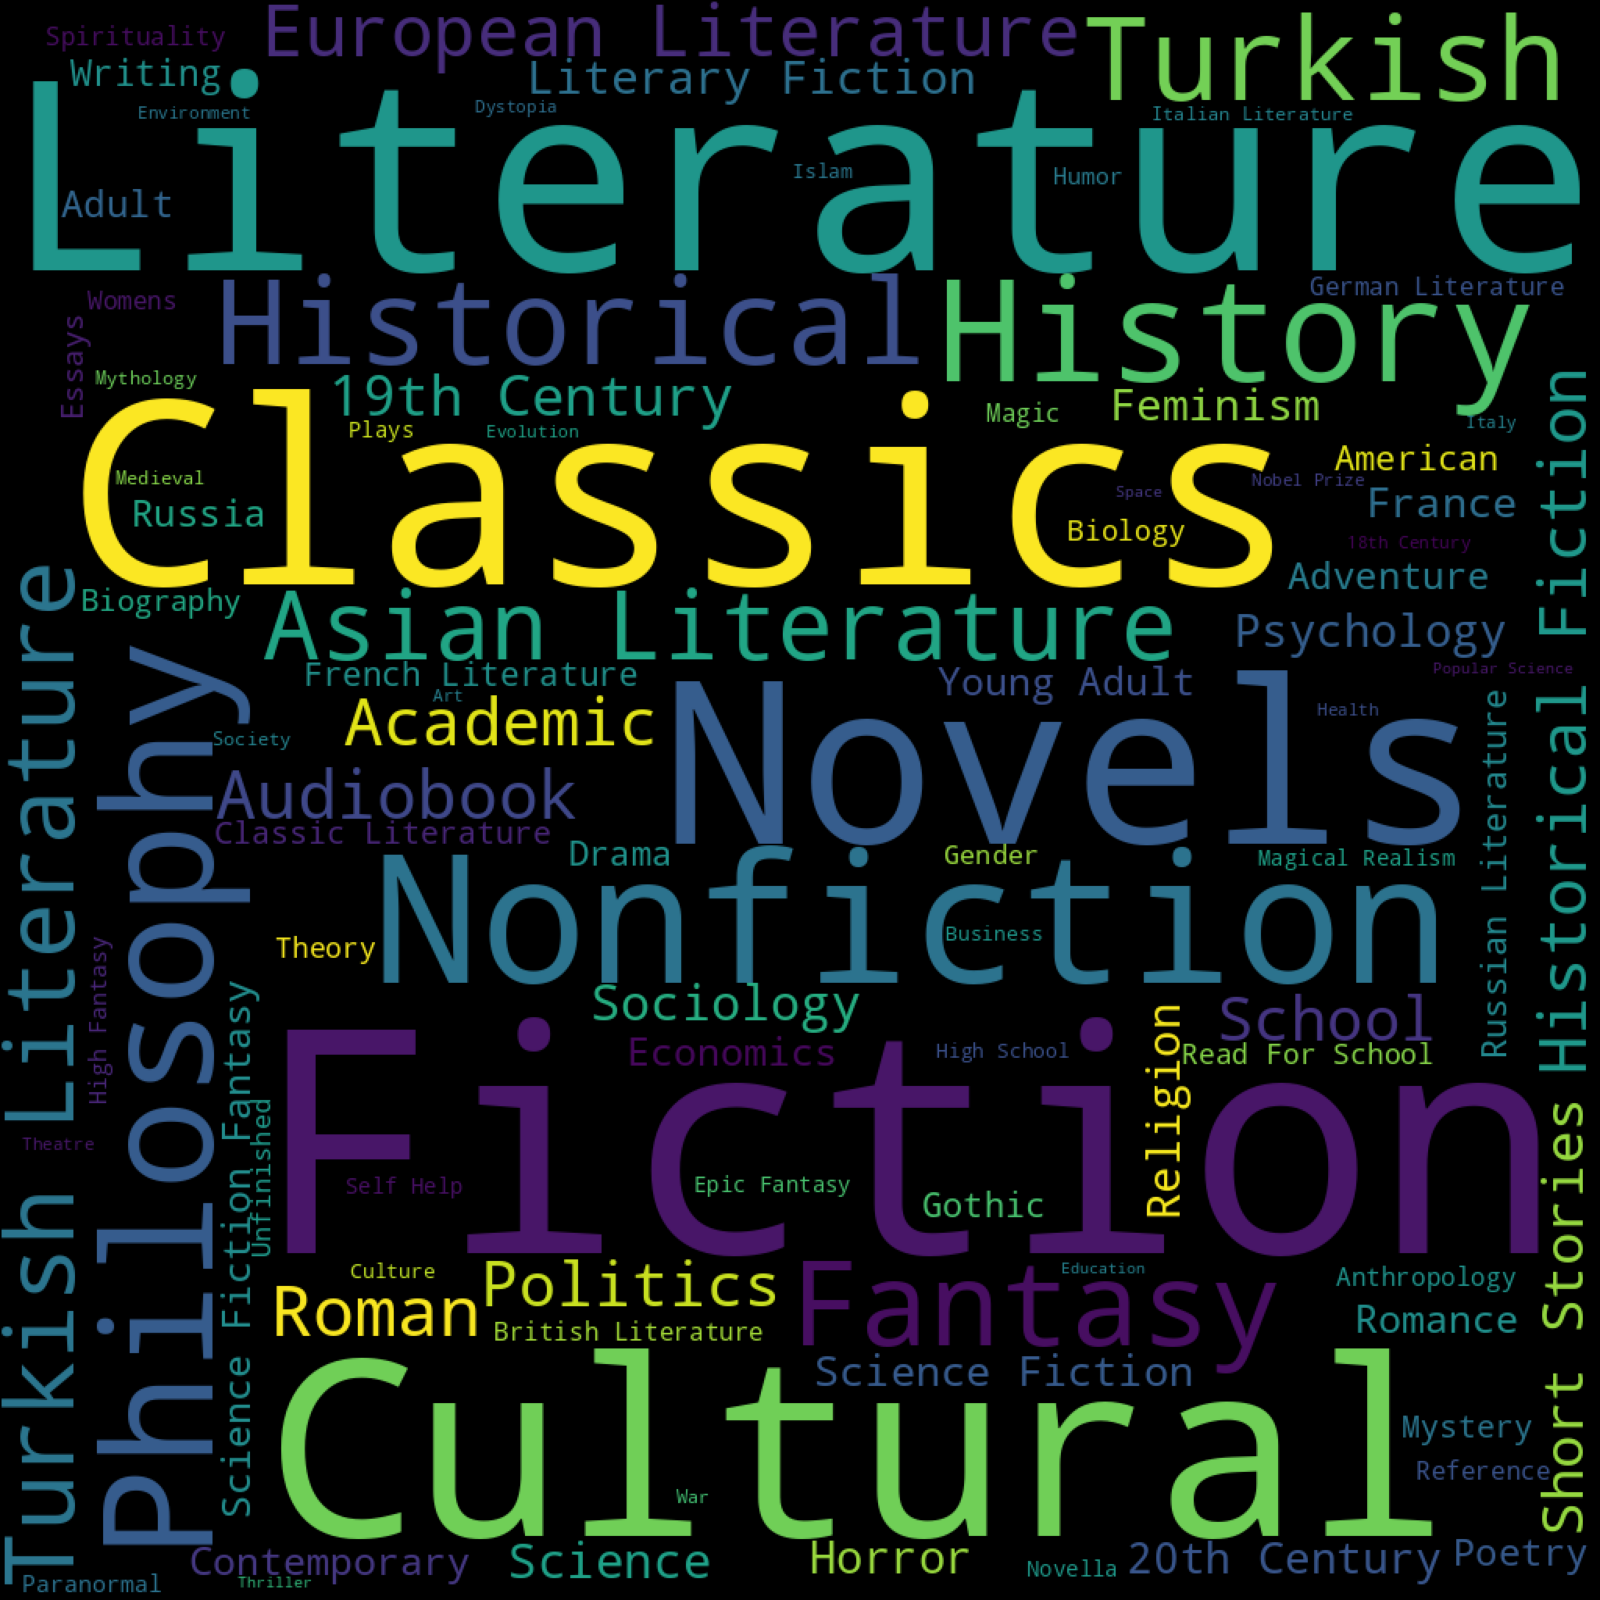 Spirituality
European Literature
Turkish
Writing
Literary Fiction
Literature
Environment
Dystopia
Italian Literature
Islam
Humor
Adult
Historical
History
German Literature
Womens
Essays
Mythology
19th Century
Magic
Feminism
Italy
Plays
Evolution
Classics
American
Medieval
Nobel Prize
Space
France
Russia
Biology
18th Century
Adventure
Biography
Asian Literature
Psychology
Historical Fiction
French Literature
Young Adult
Popular Science
Art
Novels
Health
Academic
Society
Audiobook
Classic Literature
Russian Literature
Drama
Gender
Magical Realism
Nonfiction
Business
Theory
Turkish Literature
Philosophy
High Fantasy
Sociology
School
Economics
High School
Read For School
Religion
Fiction
Science Fiction Fantasy
Unfinished
Theatre
Self Help
Epic Fantasy
Gothic
Short Stories
Culture
Politics
Fantasy
Education
Anthropology
Roman
British Literature
Romance
Science Fiction
Cultural
Mystery
Reference
War
Contemporary
Science
Horror
Novella
20th Century
Poetry
Paranormal
Thriller